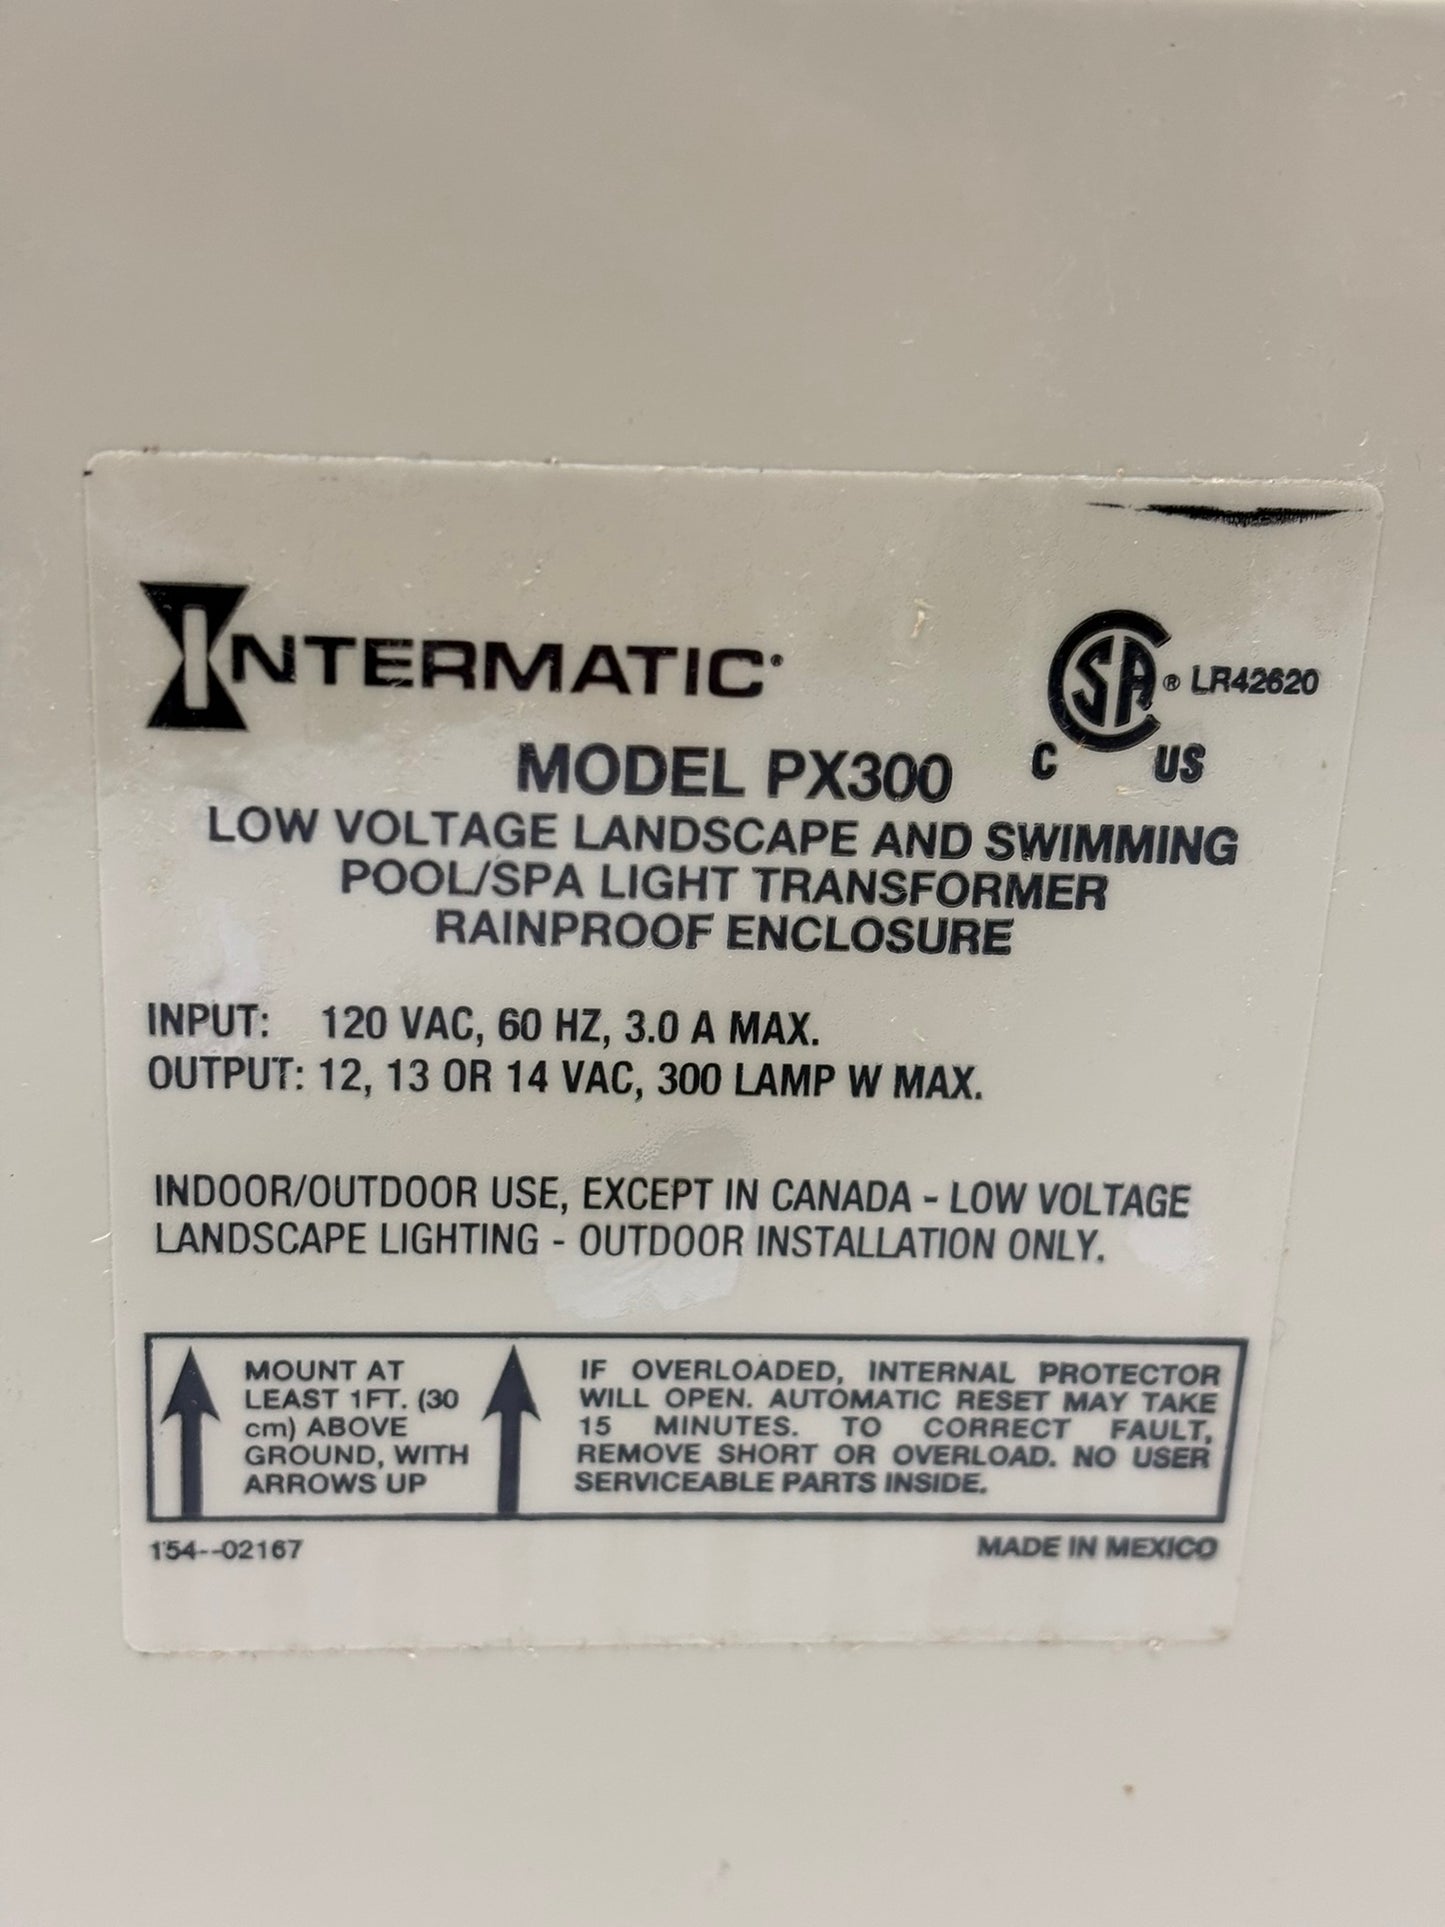 INTERMATIC®
CSA ® LR42620
C US
MODEL PX300
LOW VOLTAGE LANDSCAPE AND SWIMMING
POOL/SPA LIGHT TRANSFORMER
RAINPROOF ENCLOSURE
INPUT: 120 VAC, 60 HZ, 3.0 A MAX.
OUTPUT: 12, 13 OR 14 VAC, 300 LAMP W MAX.
INDOOR/OUTDOOR USE, EXCEPT IN CANADA - LOW VOLTAGE
LANDSCAPE LIGHTING - OUTDOOR INSTALLATION ONLY.
MOUNT AT
LEAST 1FT. (30
cm) ABOVE
GROUND, WITH
ARROWS UP
IF OVERLOADED, INTERNAL PROTECTOR
WILL OPEN. AUTOMATIC RESET MAY TAKE
15 MINUTES. TO CORRECT FAULT,
REMOVE SHORT OR OVERLOAD. NO USER
SERVICEABLE PARTS INSIDE.
154--02167
MADE IN MEXICO